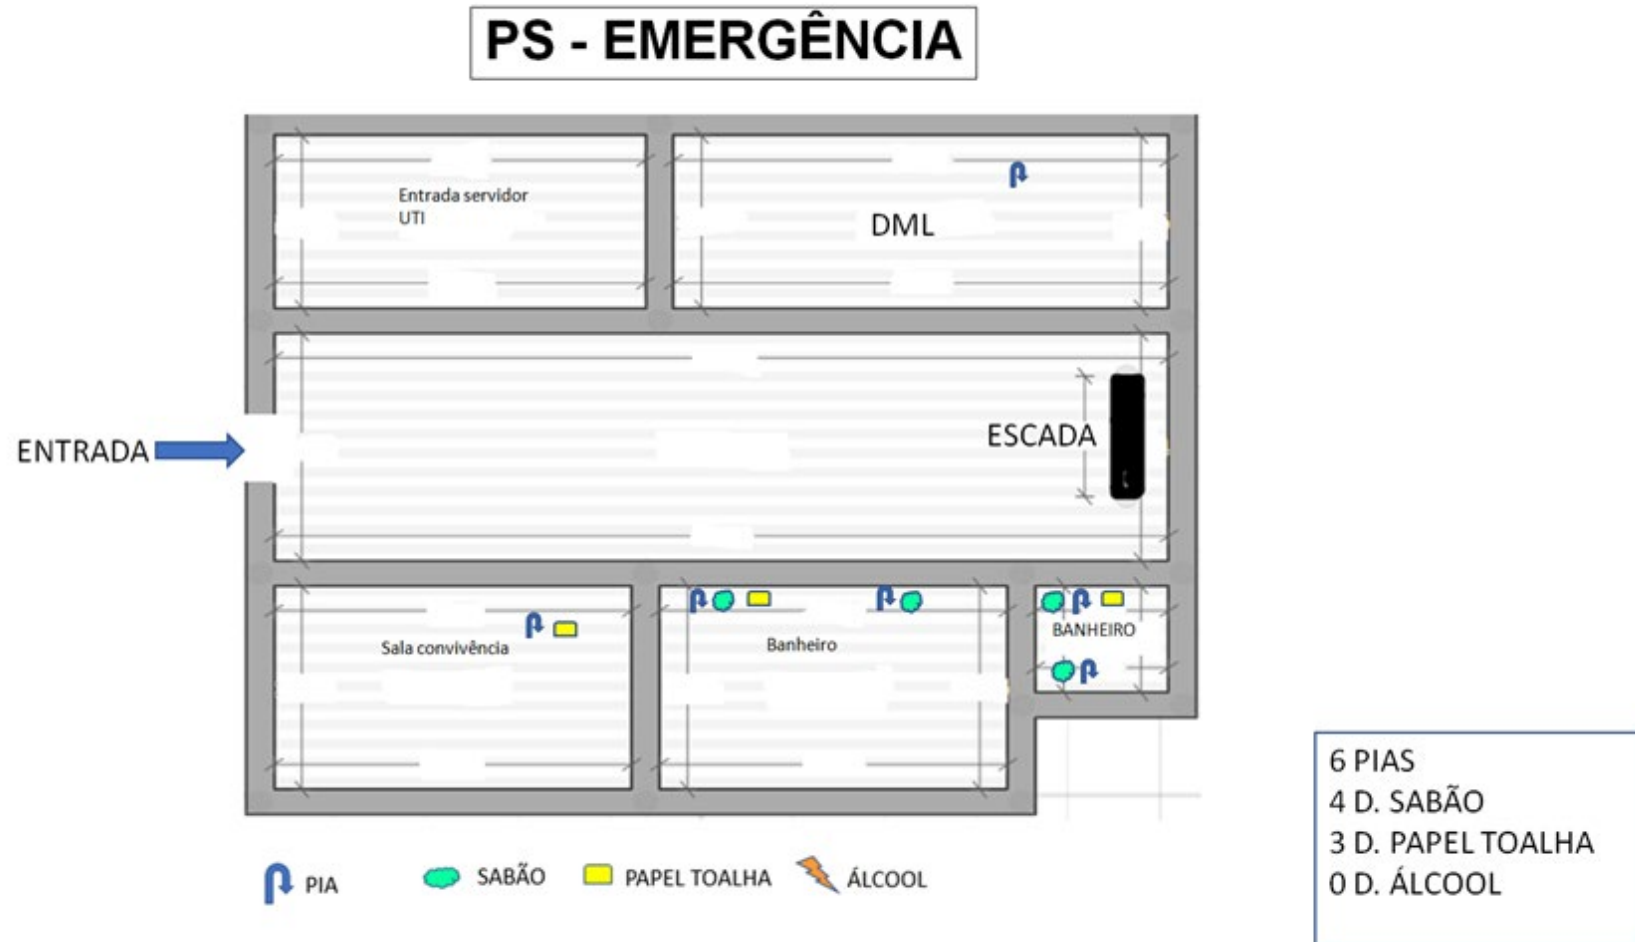 PS - EMERGÊNCIA
Entrada servidor
UTI
DML
ENTRADA
ESCADA
Sala convivência
Banheiro
BANHEIRO
PIA
SABÃO
PAPEL TOALHA
ÁLCOOL
6 PIAS
4 D. SABÃO
3 D. PAPEL TOALHA
0 D. ÁLCOOL